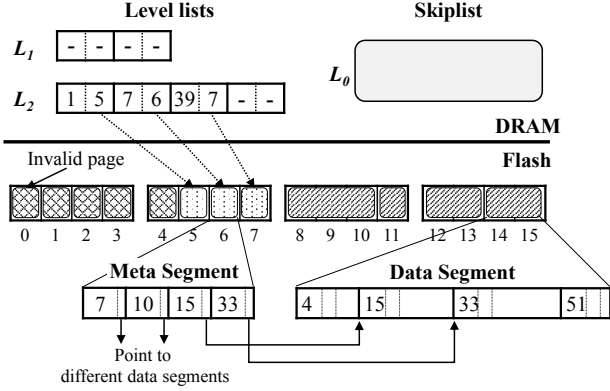 Level lists Skiplist
L1 - - - -
L0
L2 1 5 7 6 39 7 - -
DRAM
Invalid page Flash
0 1 2 3 4 5 6 7 8 9 10 11 12 13 14 15
Meta Segment Data Segment
7 10 15 33 4 15 33 51
Point to
different data segments